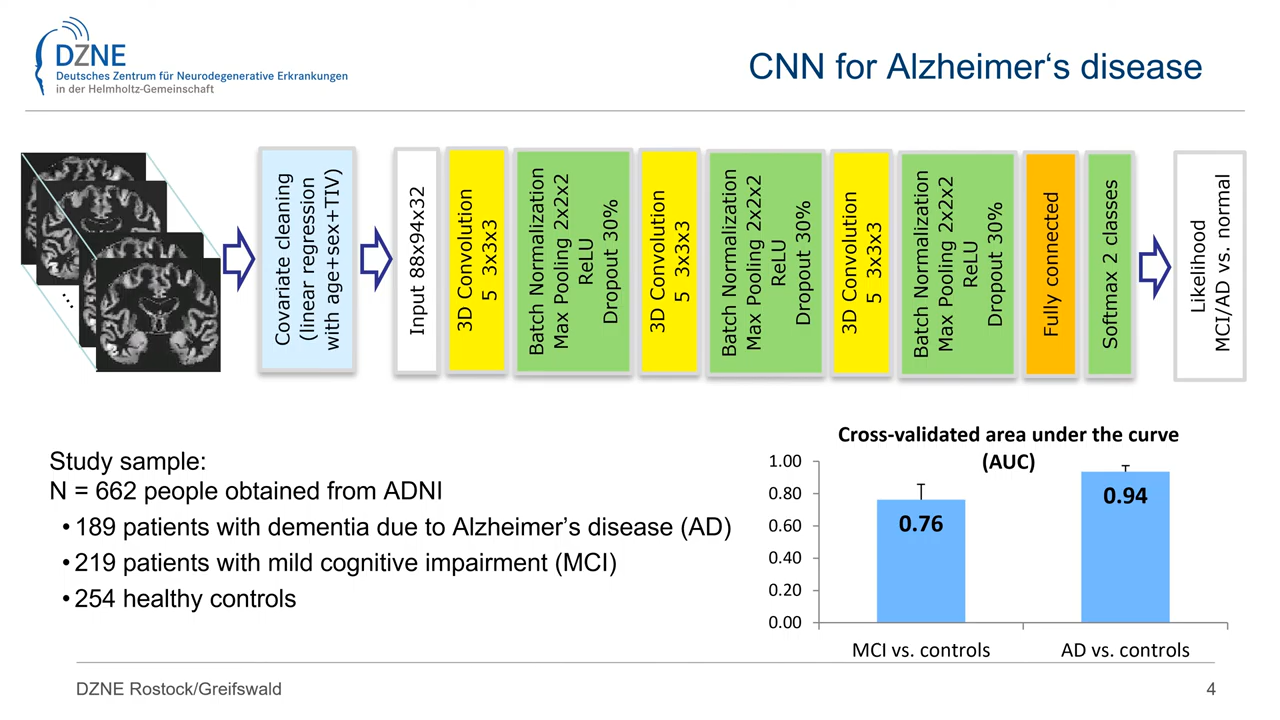 DZNE
Deutsches Zentrum für Neurodegenerative Erkrankungen
in der Helmholtz-Gemeinschaft
CNN for Alzheimer‘s disease
...
Covariate cleaning
(linear regression
with age+sex+TIV)
Input 88x94x32
3D Convolution
5 3x3x3
Batch Normalization
Max Pooling 2x2x2
ReLU
Dropout 30%
3D Convolution
5 3x3x3
Batch Normalization
Max Pooling 2x2x2
ReLU
Dropout 30%
3D Convolution
5 3x3x3
Batch Normalization
Max Pooling 2x2x2
ReLU
Dropout 30%
Fully connected
Softmax 2 classes
Likelihood
MCI/AD vs. normal
Study sample:
N = 662 people obtained from ADNI
• 189 patients with dementia due to Alzheimer’s disease (AD)
• 219 patients with mild cognitive impairment (MCI)
• 254 healthy controls
Cross-validated area under the curve
(AUC)
1.00
0.80
0.60
0.40
0.20
0.00
0.76
0.94
MCI vs. controls
AD vs. controls
DZNE Rostock/Greifswald
4